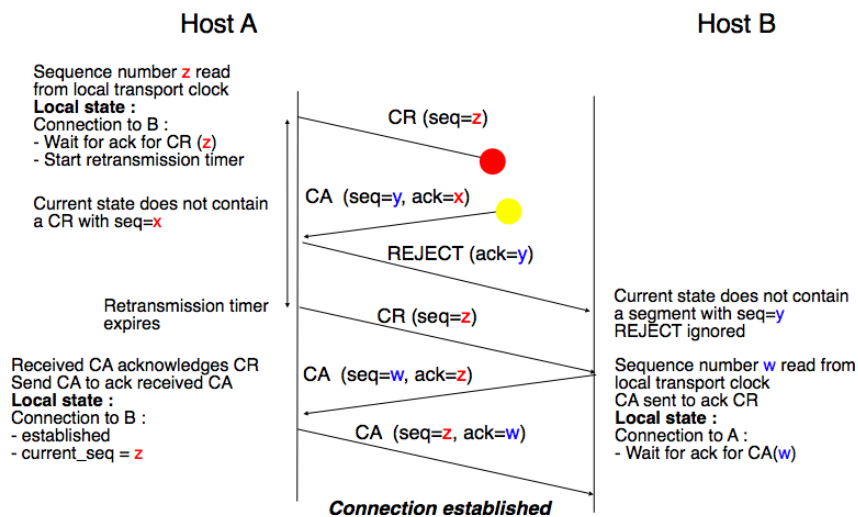 Host A
Host B
Sequence number z read
from local transport clock
Local state :
Connection to B :
- Wait for ack for CR (z)
- Start retransmission timer
CR (seq=z)
Current state does not contain
a CR with seq=x
CA (seq=y, ack=x)
REJECT (ack=y)
Current state does not contain
a segment with seq=y
REJECT ignored
Retransmission timer
expires
CR (seq=z)
Received CA acknowledges CR
Send CA to ack received CA
Local state :
Connection to B :
- established
- current_seq = z
CA (seq=w, ack=z)
Sequence number w read from
local transport clock
CA sent to ack CR
Local state :
Connection to A :
- Wait for ack for CA(w)
CA (seq=z, ack=w)
Connection established